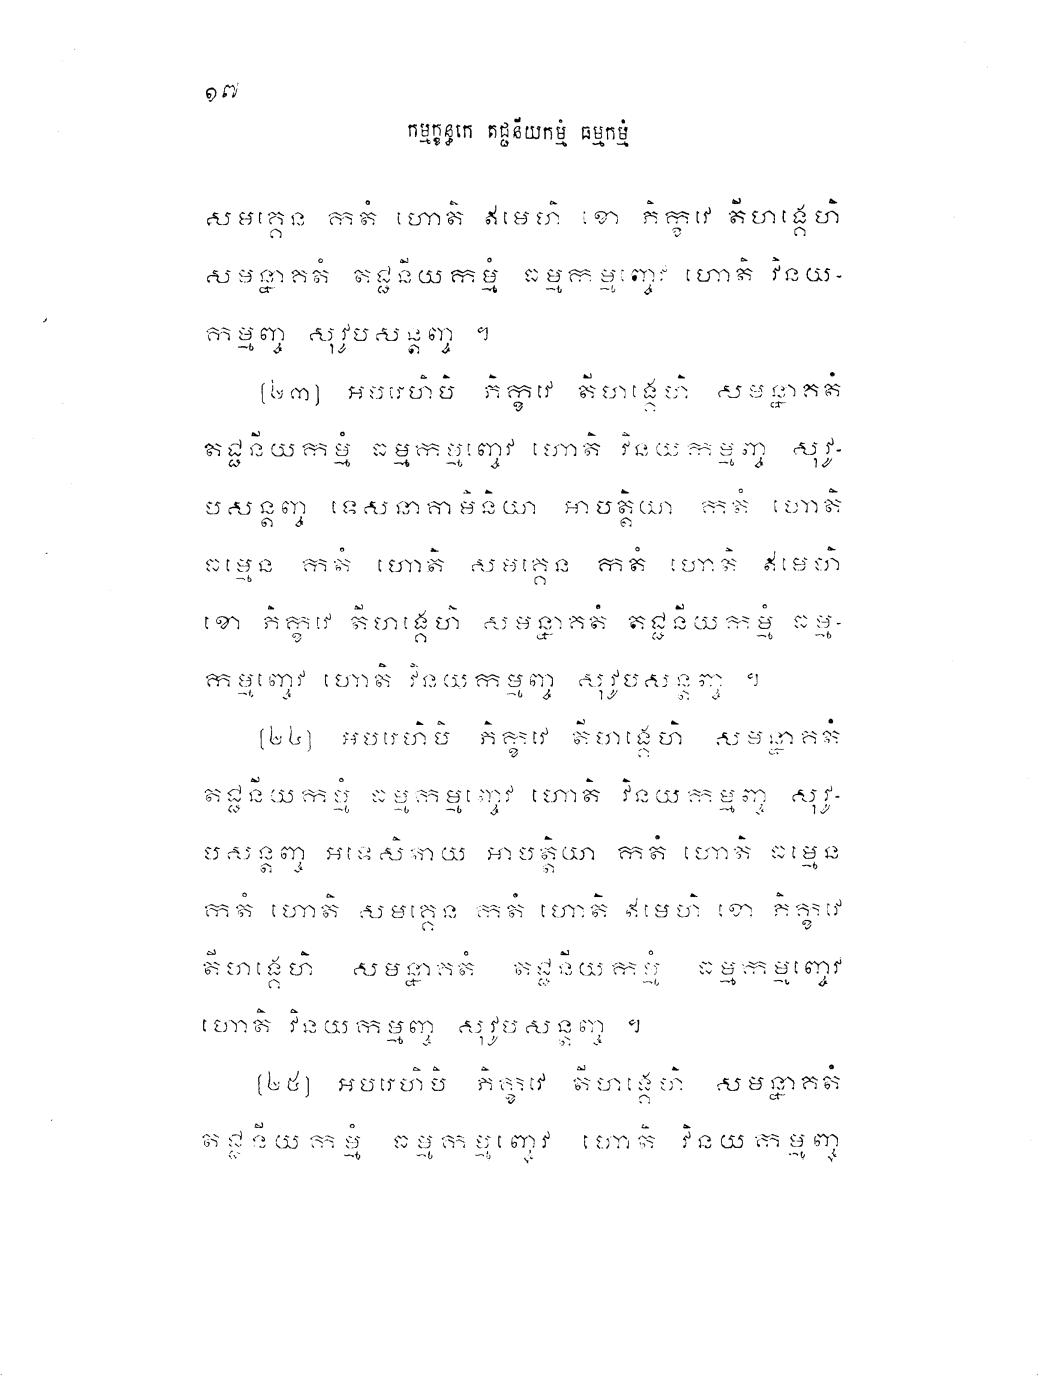 ១៧
កម្មក្ខន្ធកេ តជ្ជនីយកម្មំ ធម្មកម្មំ
សមគ្គេន កតំ ហោតិ ឥមេហិ ខោ ភិក្ខវេ តីហង្គេហិ
សមន្នាគតំ តជ្ជនីយកម្មំ ធម្មកម្មញ្ចេវ ហោតិ វិនយ-
កម្មញ្ច សុវូបសន្តញ្ច ។
[២៣] អបរេហិបិ ភិក្ខវេ តីហង្គេហិ សមន្នាគតំ
តជ្ជនីយកម្មំ ធម្មកម្មញ្ចេវ ហោតិ វិនយកម្មញ្ច សុវូ-
បសន្តញ្ច ទេសនាគាមិនិយា អាបត្តិយា កតំ ហោតិ
ធម្មេន កតំ ហោតិ សមគ្គេន កតំ ហោតិ ឥមេហិ
ខោ ភិក្ខវេ តីហង្គេហិ សមន្នាគតំ តជ្ជនីយកម្មំ ធម្ម-
កម្មញ្ចេវ ហោតិ វិនយកម្មញ្ច សុវូបសន្តញ្ច ។
[២៤] អបរេហិបិ ភិក្ខវេ តីហង្គេហិ សមន្នាគតំ
តជ្ជនីយកម្មំ ធម្មកម្មញ្ចេវ ហោតិ វិនយកម្មញ្ច សុវូ-
បសន្តញ្ច អទេសិតាយ អាបត្តិយា កតំ ហោតិ ធម្មេន
កតំ ហោតិ សមគ្គេន កតំ ហោតិ ឥមេហិ ខោ ភិក្ខវេ
តីហង្គេហិ សមន្នាគតំ តជ្ជនីយកម្មំ ធម្មកម្មញ្ចេវ
ហោតិ វិនយកម្មញ្ច សុវូបសន្តញ្ច ។
[២៥] អបរេហិបិ ភិក្ខវេ តីហង្គេហិ សមន្នាគតំ
តជ្ជនីយកម្មំ ធម្មកម្មញ្ចេវ ហោតិ វិនយកម្មញ្ច